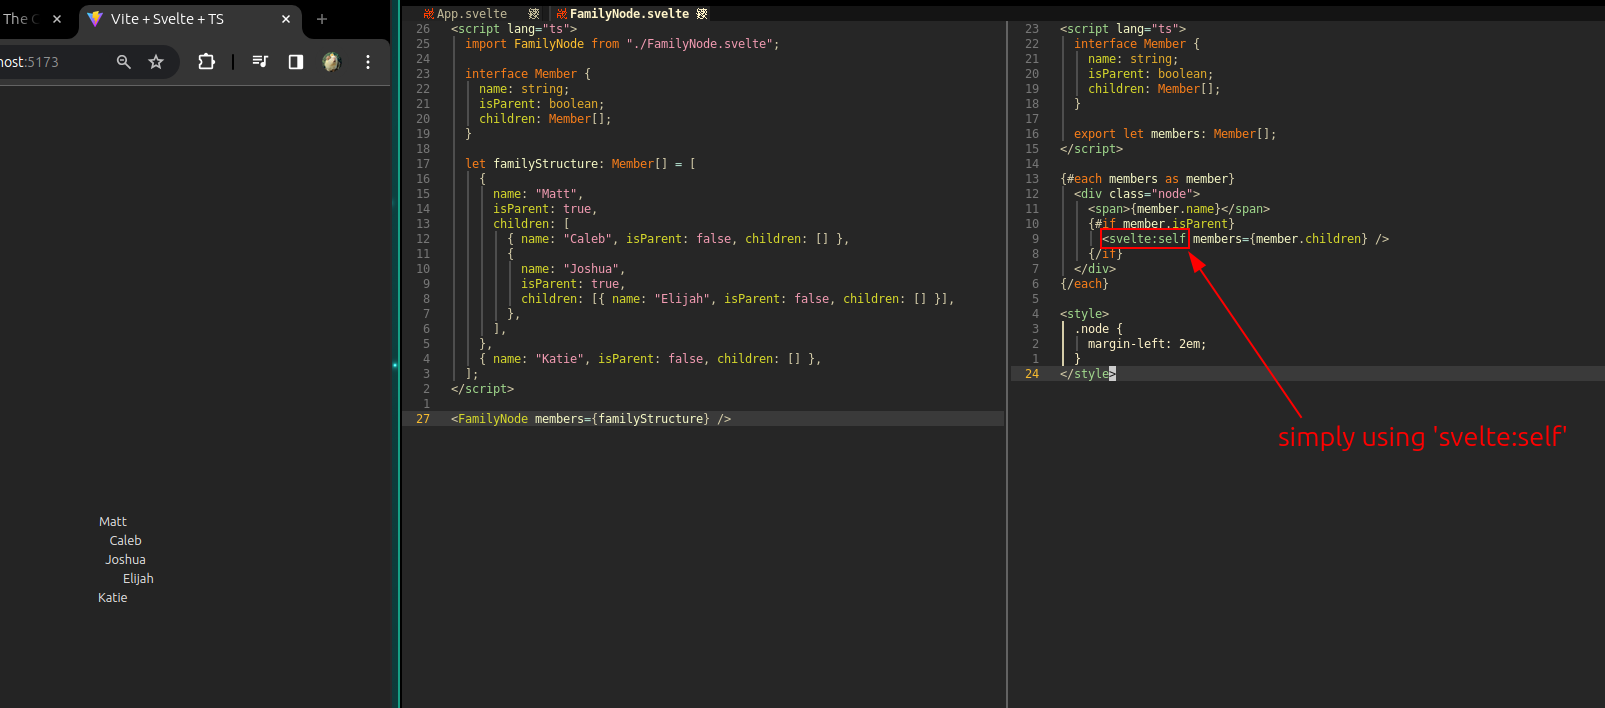 The C
Vite + Svelte + TS
host:5173
Matt
Caleb
Joshua
Elijah
Katie
App.svelte
FamilyNode.svelte
26 <script lang="ts">
25 import FamilyNode from "./FamilyNode.svelte";
24
23 interface Member {
22 name: string;
21 isParent: boolean;
20 children: Member[];
19 }
18
17 let familyStructure: Member[] = [
16 {
15 name: "Matt",
14 isParent: true,
13 children: [
12 { name: "Caleb", isParent: false, children: [] },
11 {
10 name: "Joshua",
9 isParent: true,
8 children: [{ name: "Elijah", isParent: false, children: [] }],
7 },
6 ],
5 },
4 { name: "Katie", isParent: false, children: [] },
3 ];
2 </script>
1
27 <FamilyNode members={familyStructure} />
23 <script lang="ts">
22 interface Member {
21 name: string;
20 isParent: boolean;
19 children: Member[];
18 }
17
16 export let members: Member[];
15 </script>
14
13 {#each members as member}
12 <div class="node">
11 <span>{member.name}</span>
10 {#if member.isParent}
9 <svelte:self members={member.children} />
8 {/if}
7 </div>
6 {/each}
5
4 <style>
3 .node {
2 margin-left: 2em;
1 }
24 </style>
simply using 'svelte:self'